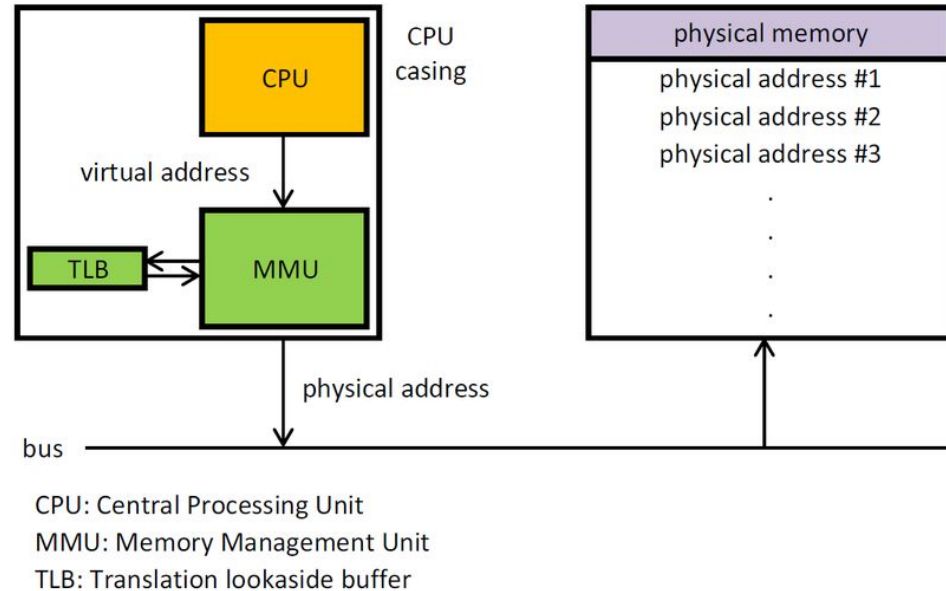 CPU
CPU
casing
virtual address
TLB
MMU
physical address
bus
physical memory
physical address #1
physical address #2
physical address #3
.
.
.
.
CPU: Central Processing Unit
MMU: Memory Management Unit
TLB: Translation lookaside buffer